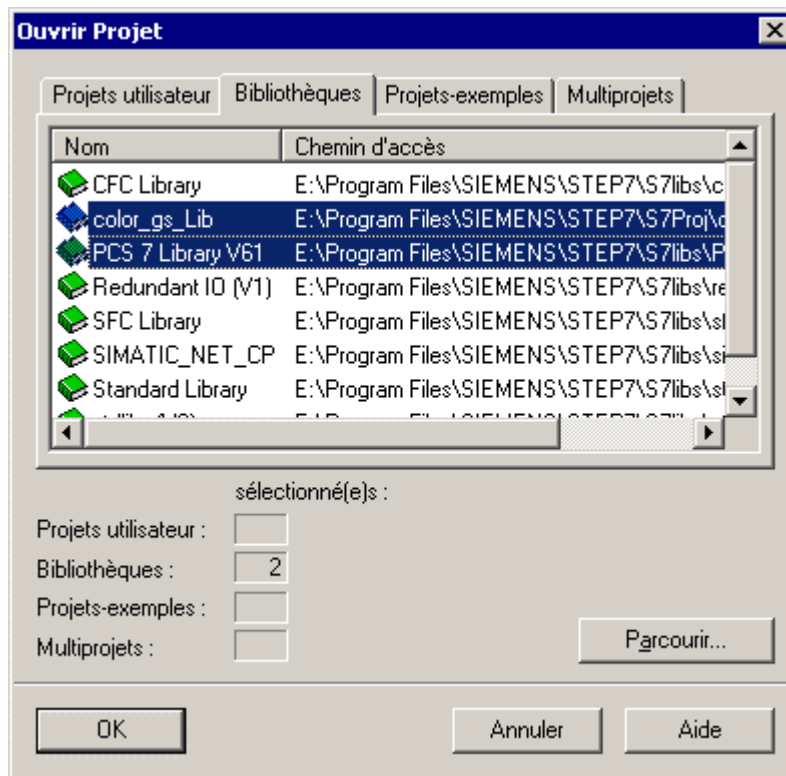 Ouvrir Projet
Projets utilisateur Bibliothèques Projets-exemples Multiprojets
Nom Chemin d'accès
CFC Library E:\Program Files\SIEMENS\STEP7\S7libs\c
color_gs_Lib E:\Program Files\SIEMENS\STEP7\S7Proj\c
PCS 7 Library V61 E:\Program Files\SIEMENS\STEP7\S7libs\P
Redundant IO (V1) E:\Program Files\SIEMENS\STEP7\S7libs\re
SFC Library E:\Program Files\SIEMENS\STEP7\S7libs\sf
SIMATIC_NET_CP E:\Program Files\SIEMENS\STEP7\S7libs\si
Standard Library E:\Program Files\SIEMENS\STEP7\S7libs\st
sélectionné(e)s :
Projets utilisateur :
Bibliothèques : 2
Projets-exemples :
Multiprojets :
Parcourir...
OK Annuler Aide